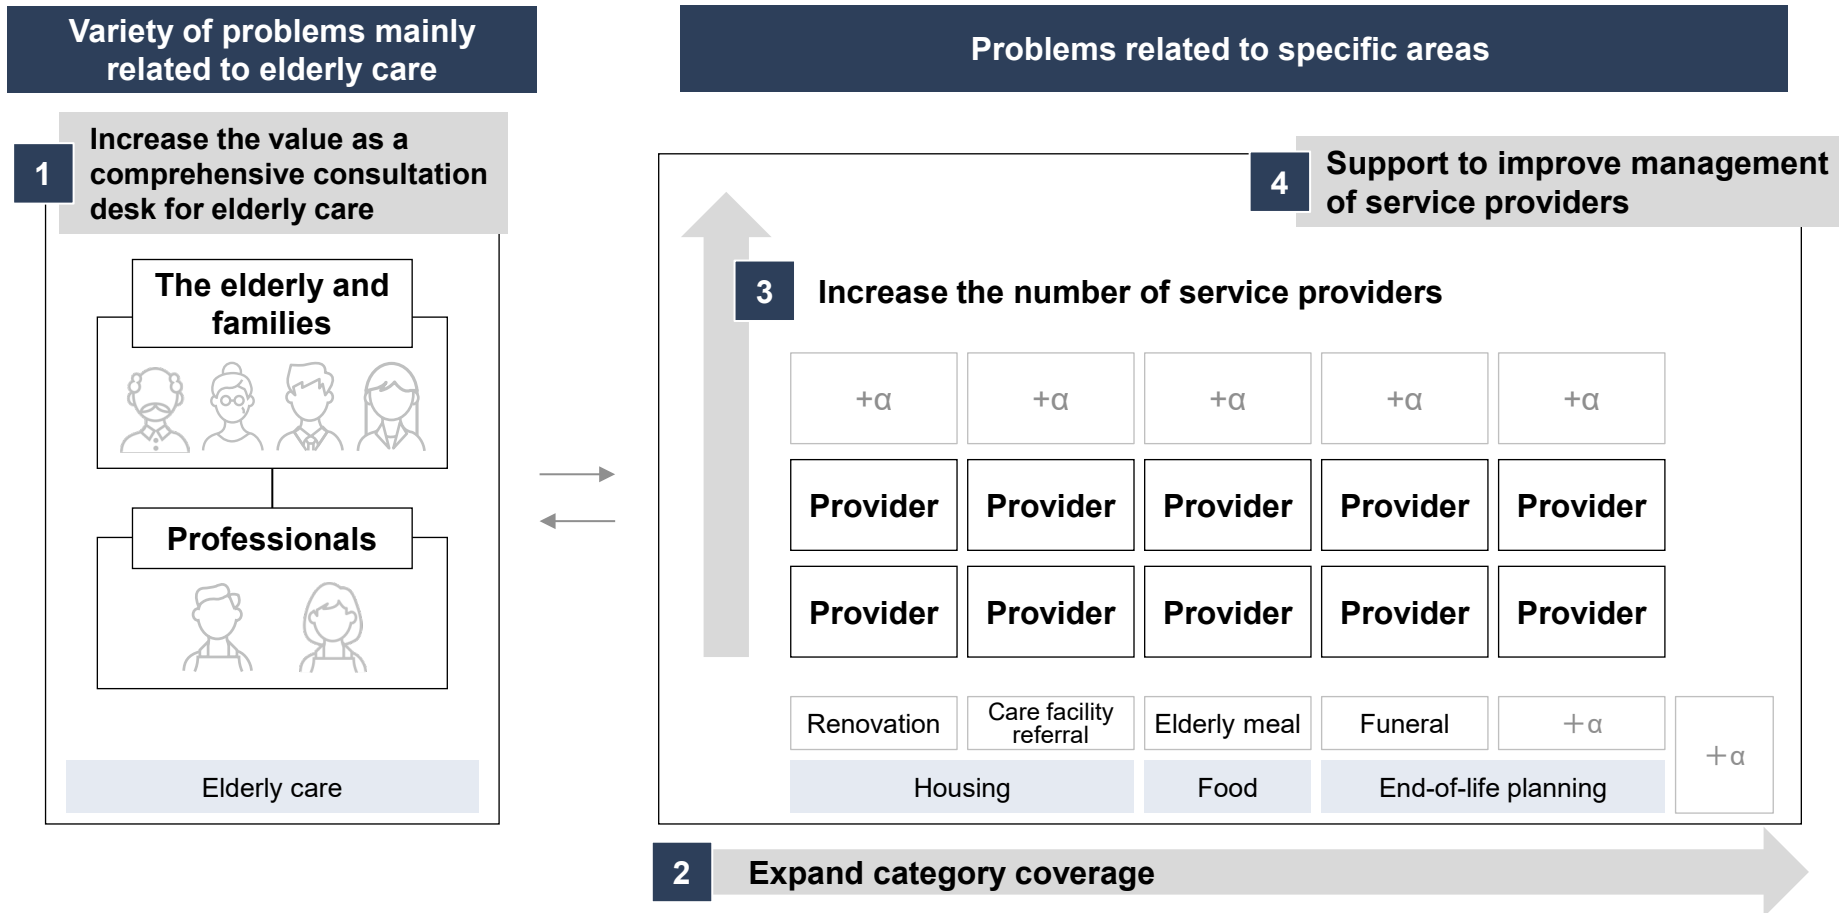 Variety of problems mainly
related to elderly care
Problems related to specific areas
1
Increase the value as a
comprehensive consultation
desk for elderly care
The elderly and
families
Professionals
Elderly care
4
Support to improve management
of service providers
3
Increase the number of service providers
+α +α +α +α +α
Provider Provider Provider Provider Provider
Provider Provider Provider Provider Provider
Renovation
Care facility
referral
Elderly meal
Funeral
＋α
＋α
Housing
Food
End-of-life planning
2
Expand category coverage